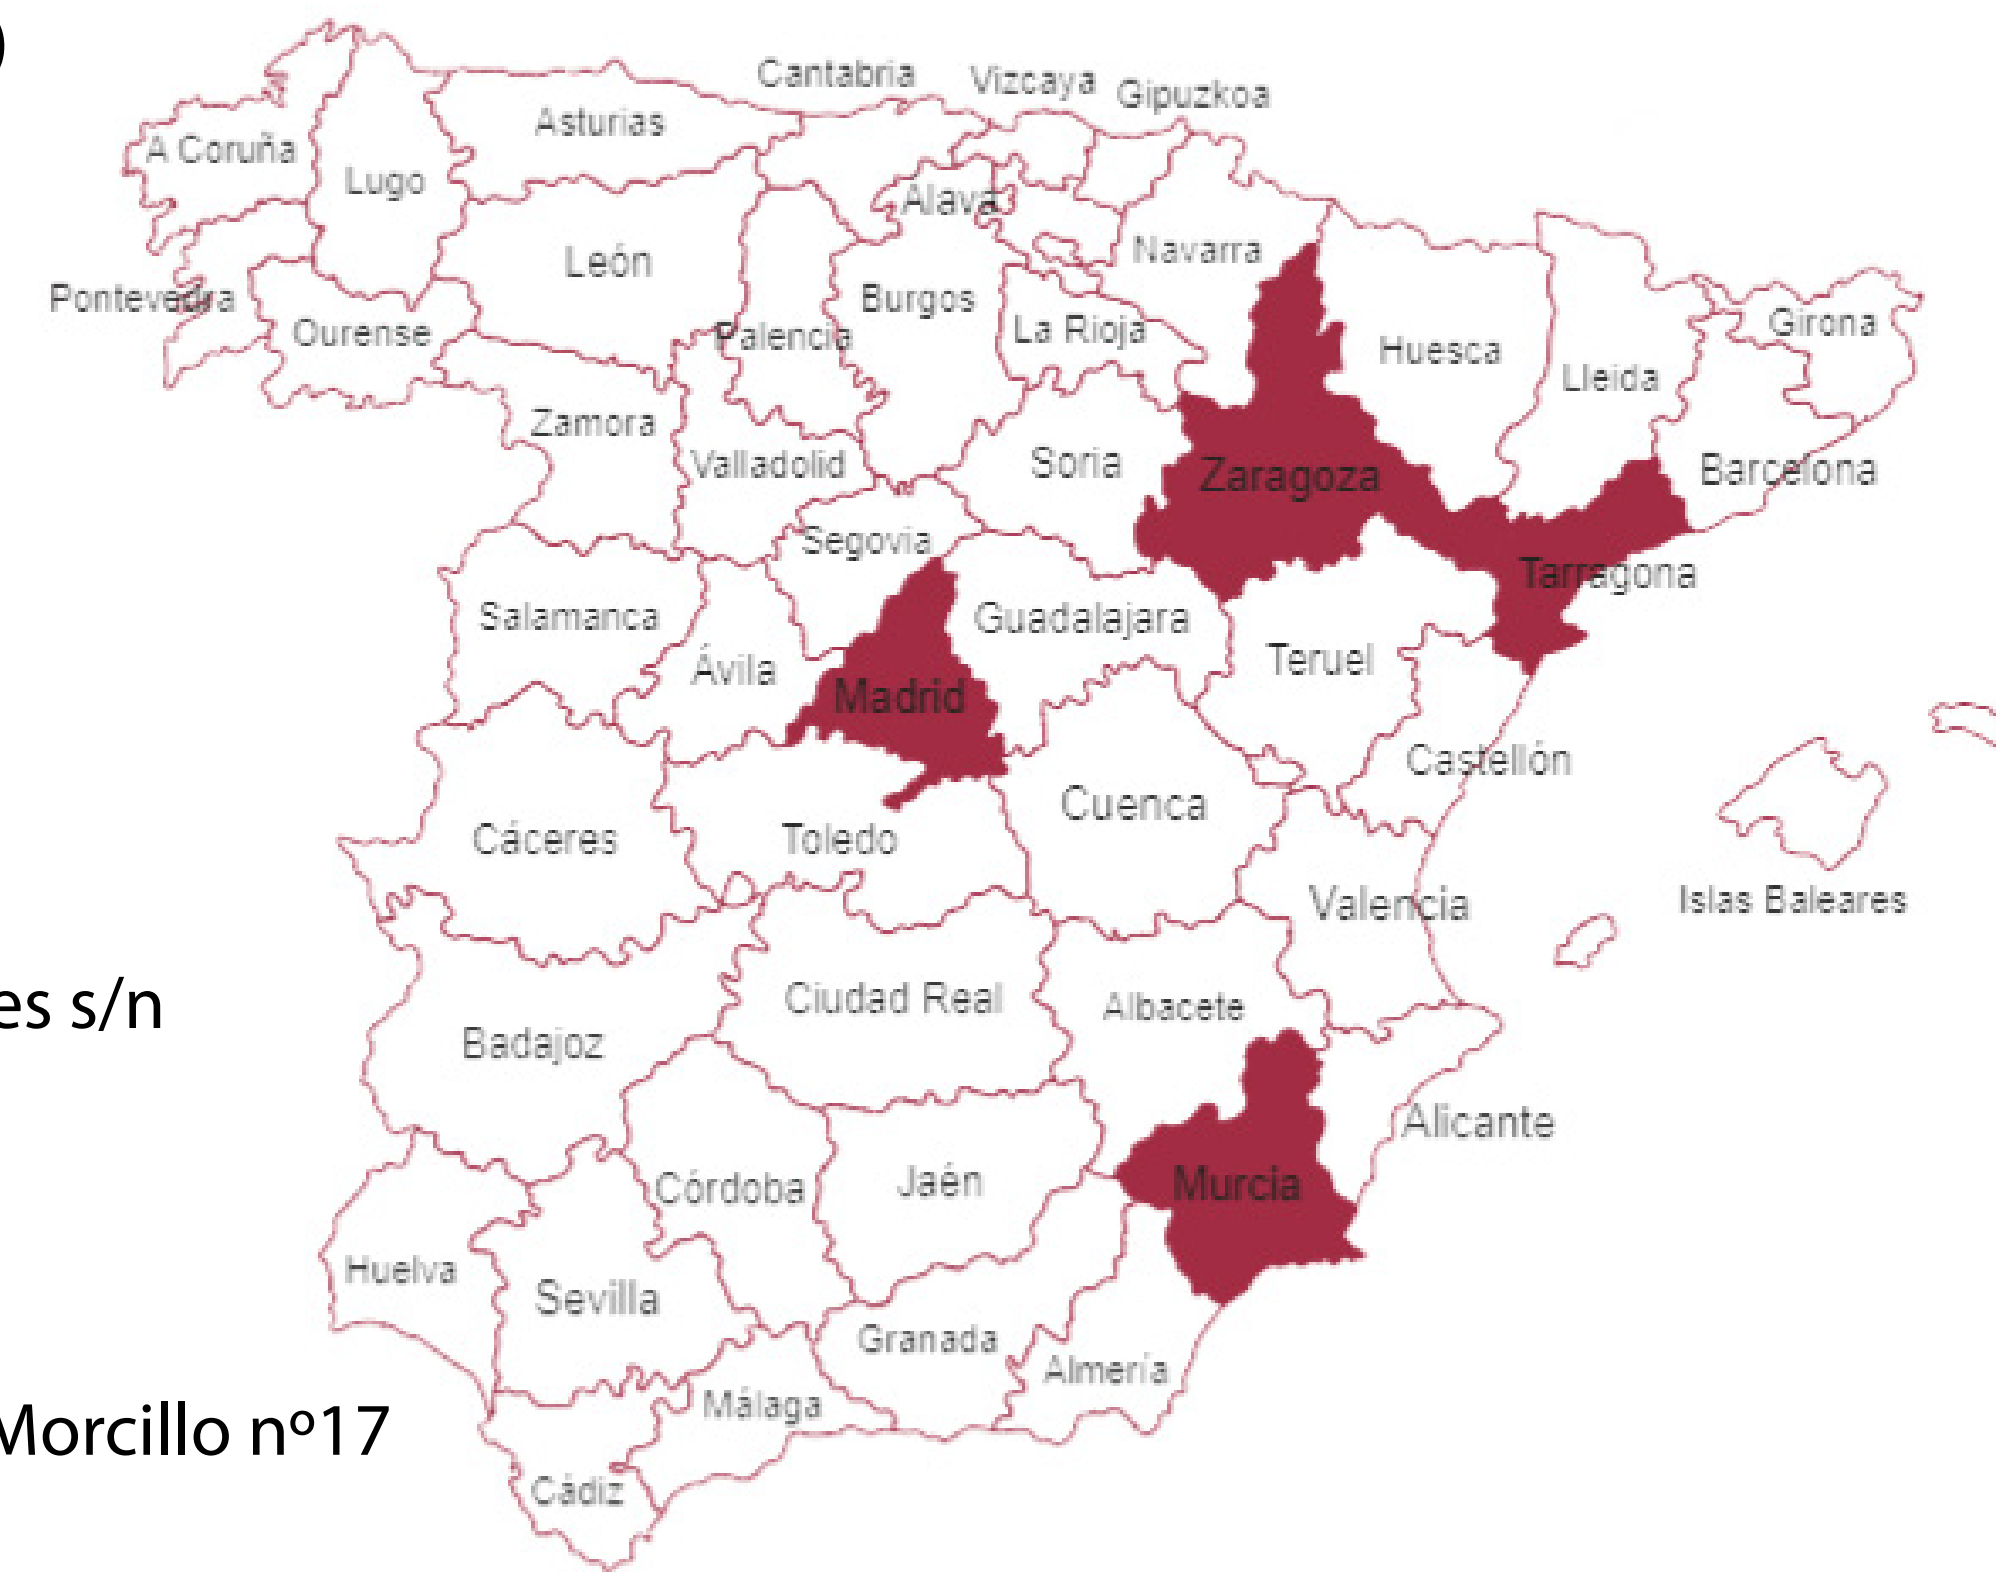 )
Cantabria
Vizcaya
Gipuzkoa
Asturias
A Coruña
Lugo
Alava
Navarra
León
Pontevedra
Burgos
Ourense
Palencia
La Rioja
Girona
Huesca
Lleida
Zamora
Valladolid
Soria
Zaragoza
Barcelona
Segovia
Tarragona
Salamanca
Guadalajara
Ávila
Teruel
Madrid
Castellón
Cuenca
Cáceres
Toledo
Valencia
Islas Baleares
es s/n
Ciudad Real
Albacete
Badajoz
Alicante
Córdoba
Jaén
Murcia
Huelva
Sevilla
Granada
Almería
Málaga
Morcillo nº17
Cádiz